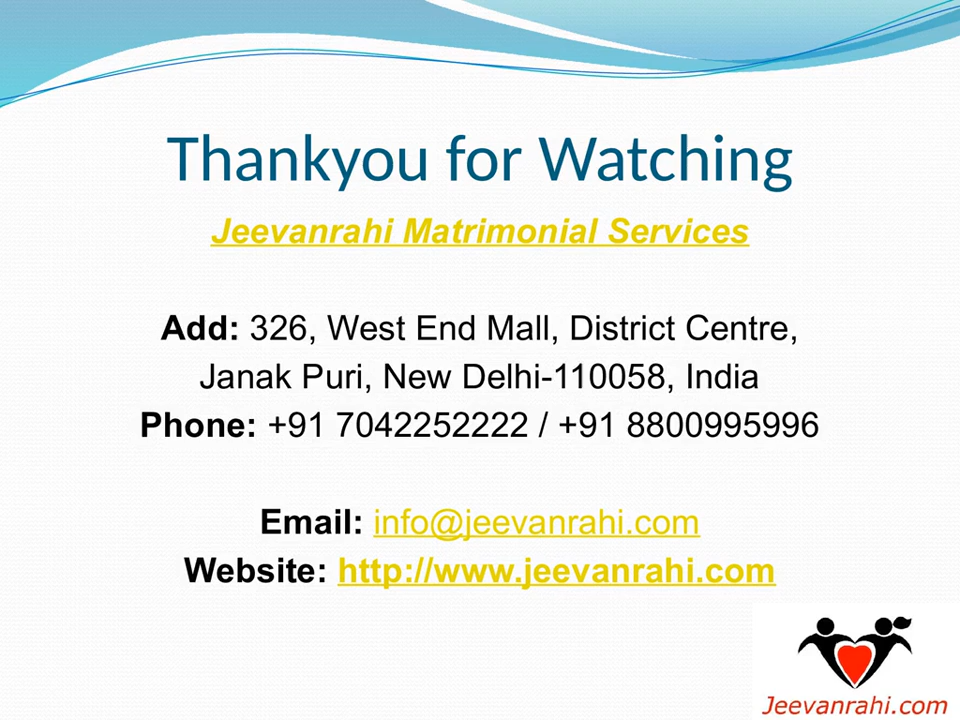 Thankyou for Watching
Jeevanrahi Matrimonial Services
Add: 326, West End Mall, District Centre,
Janak Puri, New Delhi-110058, India
Phone: +91 7042252222 / +91 8800995996
Email: info@jeevanrahi.com
Website: http://www.jeevanrahi.com
Jeevanrahi.com